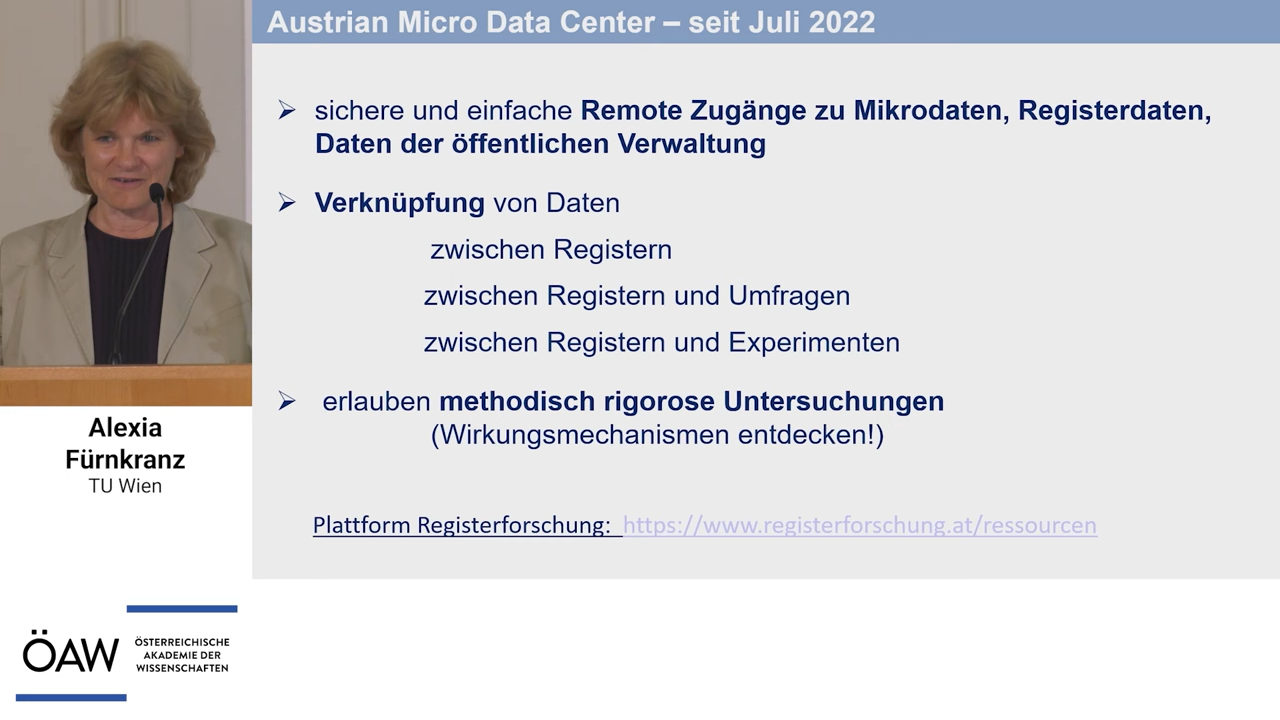 Austrian Micro Data Center – seit Juli 2022
➢ sichere und einfache Remote Zugänge zu Mikrodaten, Registerdaten,
Daten der öffentlichen Verwaltung
➢ Verknüpfung von Daten
zwischen Registern
zwischen Registern und Umfragen
zwischen Registern und Experimenten
➢ erlauben methodisch rigorose Untersuchungen
(Wirkungsmechanismen entdecken!)
Plattform Registerforschung: https://www.registerforschung.at/ressourcen
Alexia
Fürnkranz
TU Wien
ÖAW
ÖSTERREICHISCHE
AKADEMIE DER
WISSENSCHAFTEN